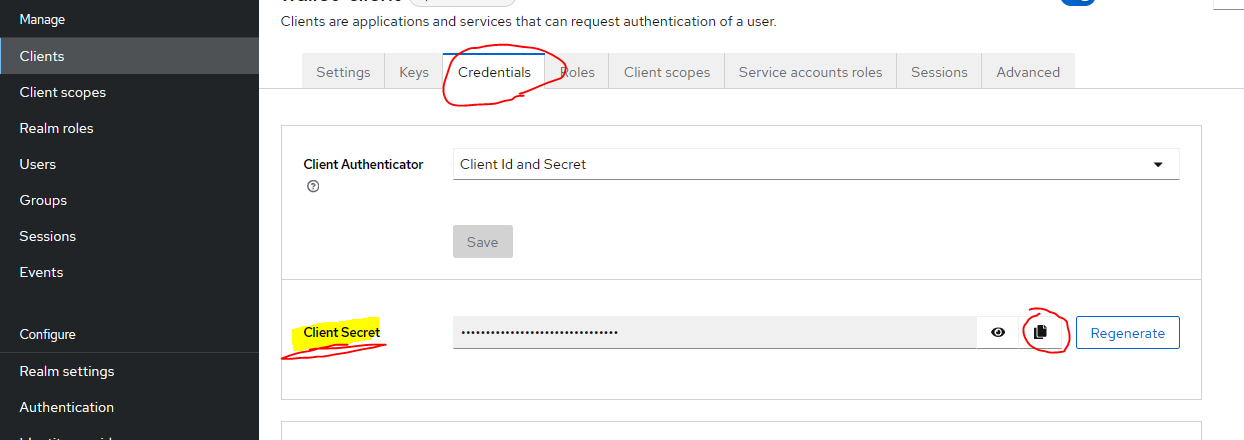 Manage
Clients
Client scopes
Realm roles
Users
Groups
Sessions
Events
Configure
Realm settings
Authentication
Clients are applications and services that can request authentication of a user.
Settings Keys Credentials Roles Client scopes Service accounts roles Sessions Advanced
Client Authenticator Client Id and Secret
Save
Client Secret •••••••••••••••••••••••••••••••• Regenerate